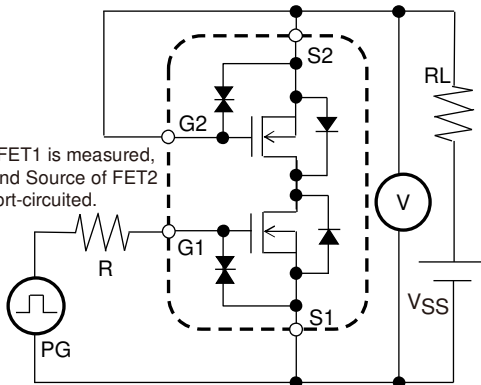 S2
RL
G2
FET1 is measured,
nd Source of FET2
ort-circuited.
V
G1
R
VSS
S1
PG